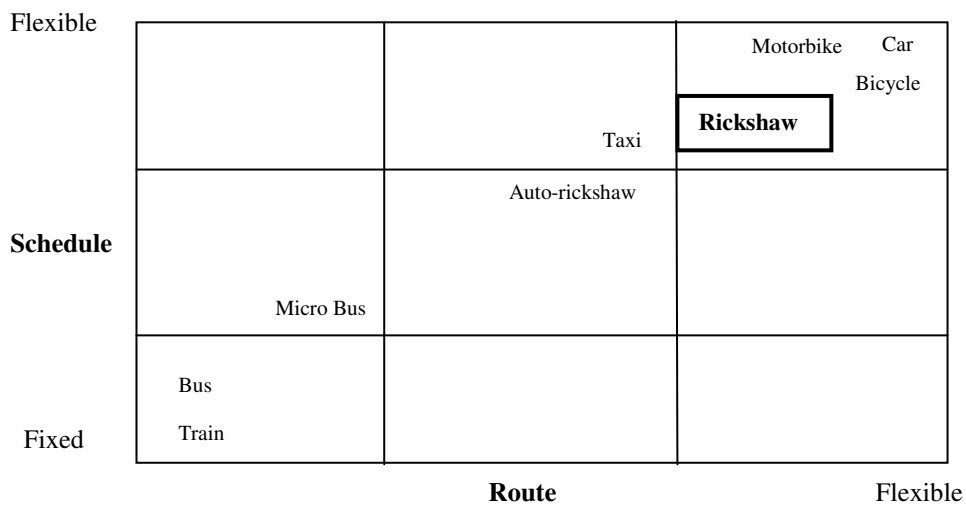 Flexible
Motorbike Car
Bicycle
Rickshaw
Taxi
Auto-rickshaw
Schedule
Micro Bus
Bus
Train
Fixed
Route Flexible